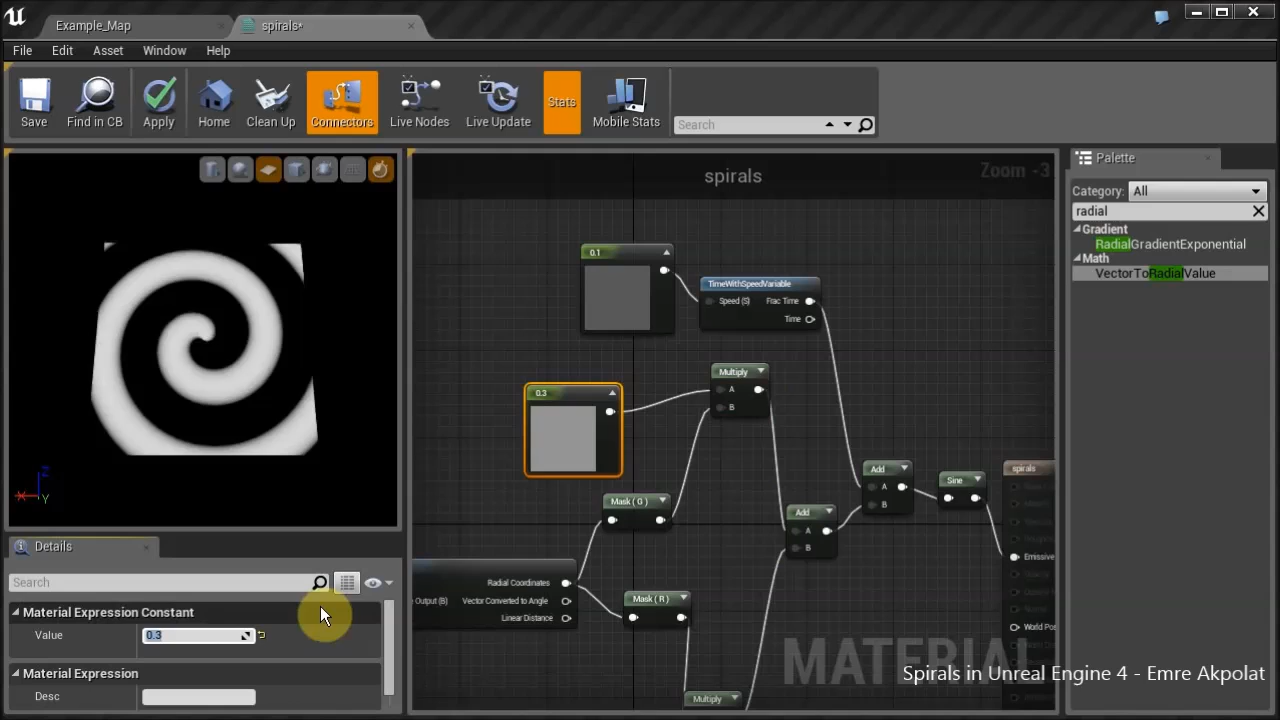 Example_Map
spirals*
File Edit Asset Window Help
Save
Find in CB
Apply
Home
Clean Up
Connectors
Live Nodes
Live Update
Stats
Mobile Stats
Search
spirals
Zoom -3
Palette
Category: All
radial
Gradient
RadialGradientExponential
Math
VectorToRadialValue
0.1
TimeWithSpeedVariable
Speed (S) Frac Time
Time
0.3
Multiply
A
B
Mask ( G )
Add
A
B
Sine
spirals
Add
A
B
Emissive
Radial Coordinates
Output (B) Vector Converted to Angle
Linear Distance
Mask ( R )
World Pos
Multiply
MATERIAL
Z
X
Y
Details
Search
Material Expression Constant
Value 0.3
Material Expression
Desc
Spirals in Unreal Engine 4 - Emre Akpolat